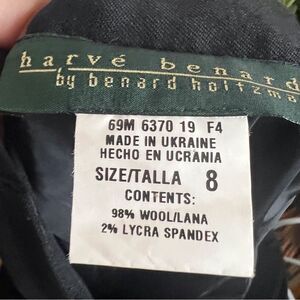 harvé benard
by benard holtzma
69M 6370 19 F4
MADE IN UKRAINE
HECHO EN UCRANIA
SIZE/TALLA 8
CONTENTS:
98% WOOL/LANA
2% LYCRA SPANDEX